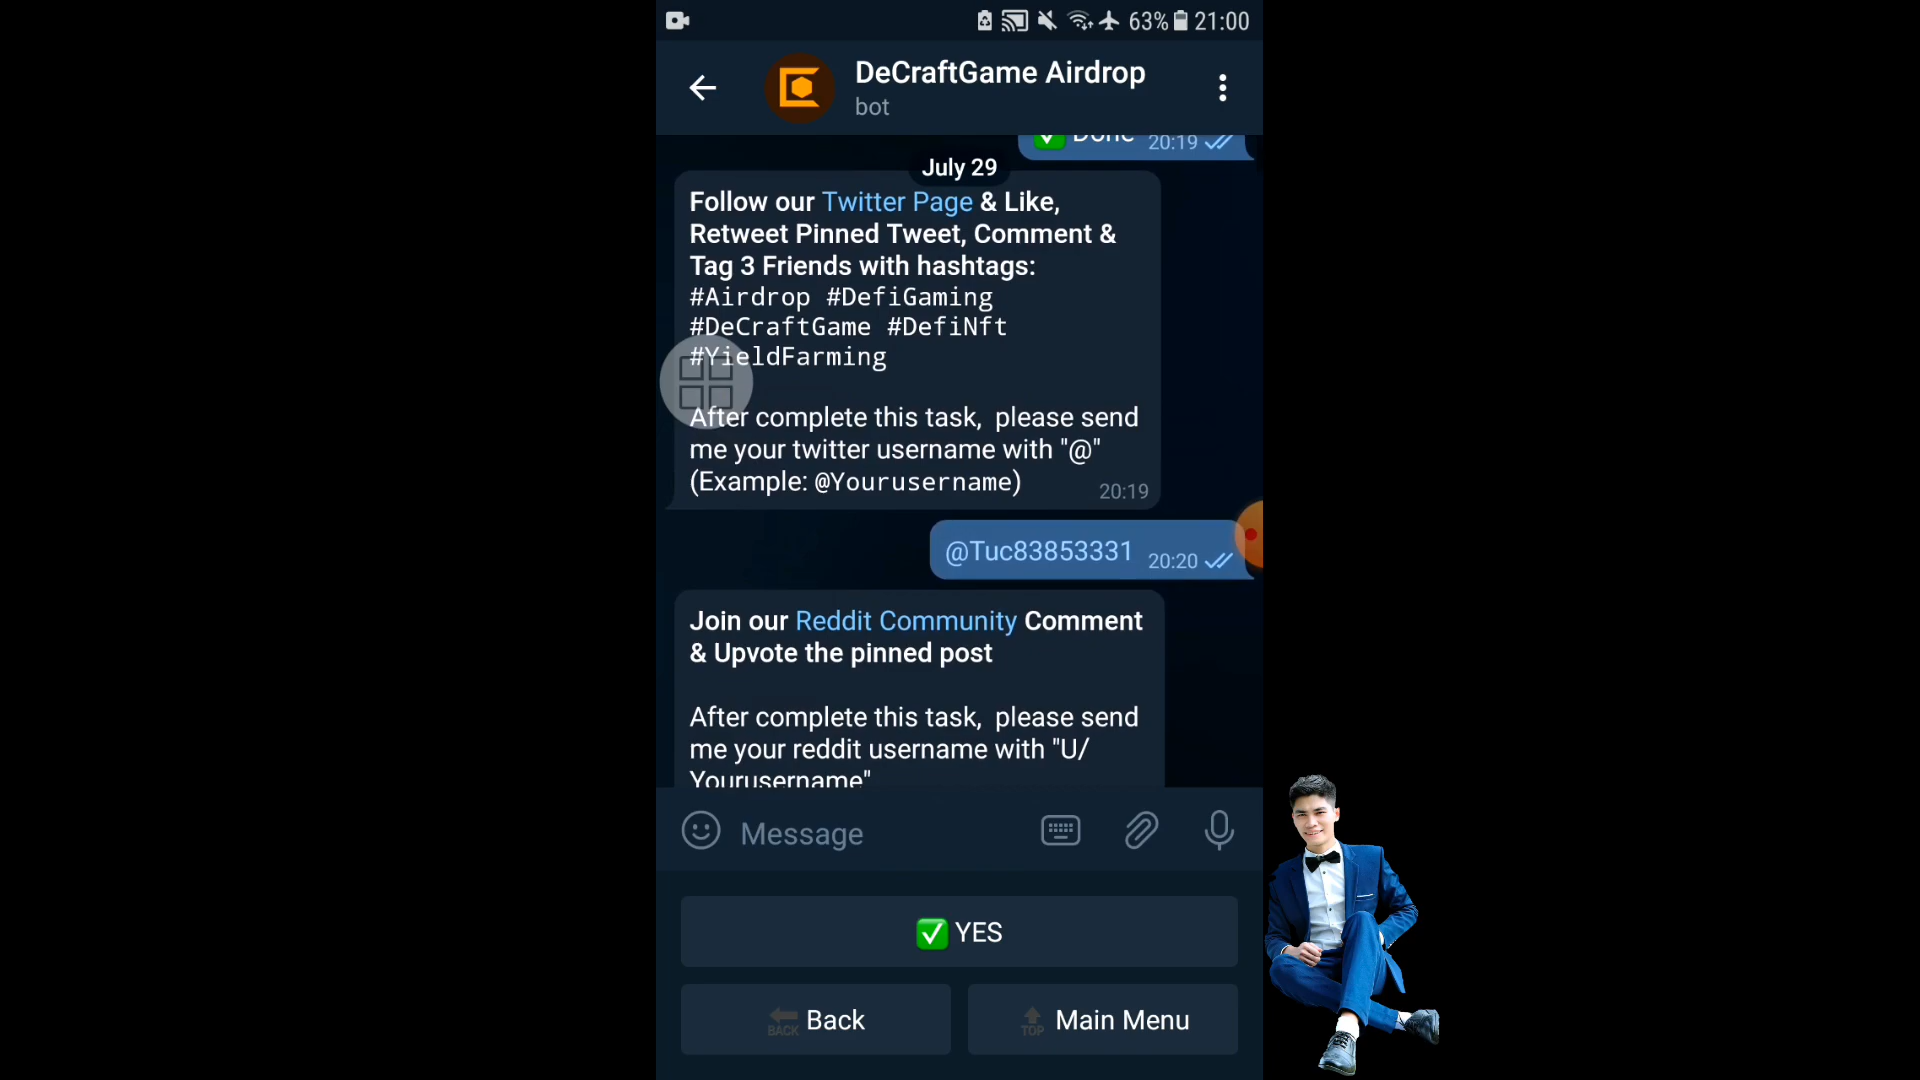 63% 21:00
DeCraftGame Airdrop
bot
Done 20:19
July 29
Follow our Twitter Page & Like,
Retweet Pinned Tweet, Comment &
Tag 3 Friends with hashtags:
#Airdrop #DefiGaming
#DeCraftGame #DefiNft
#YieldFarming
After complete this task, please send
me your twitter username with "@"
(Example: @Yourusername)
20:19
@Tuc83853331 20:20
Join our Reddit Community Comment
& Upvote the pinned post
After complete this task, please send
me your reddit username with "U/
Yourusername"
Message
YES
BACK Back
TOP Main Menu